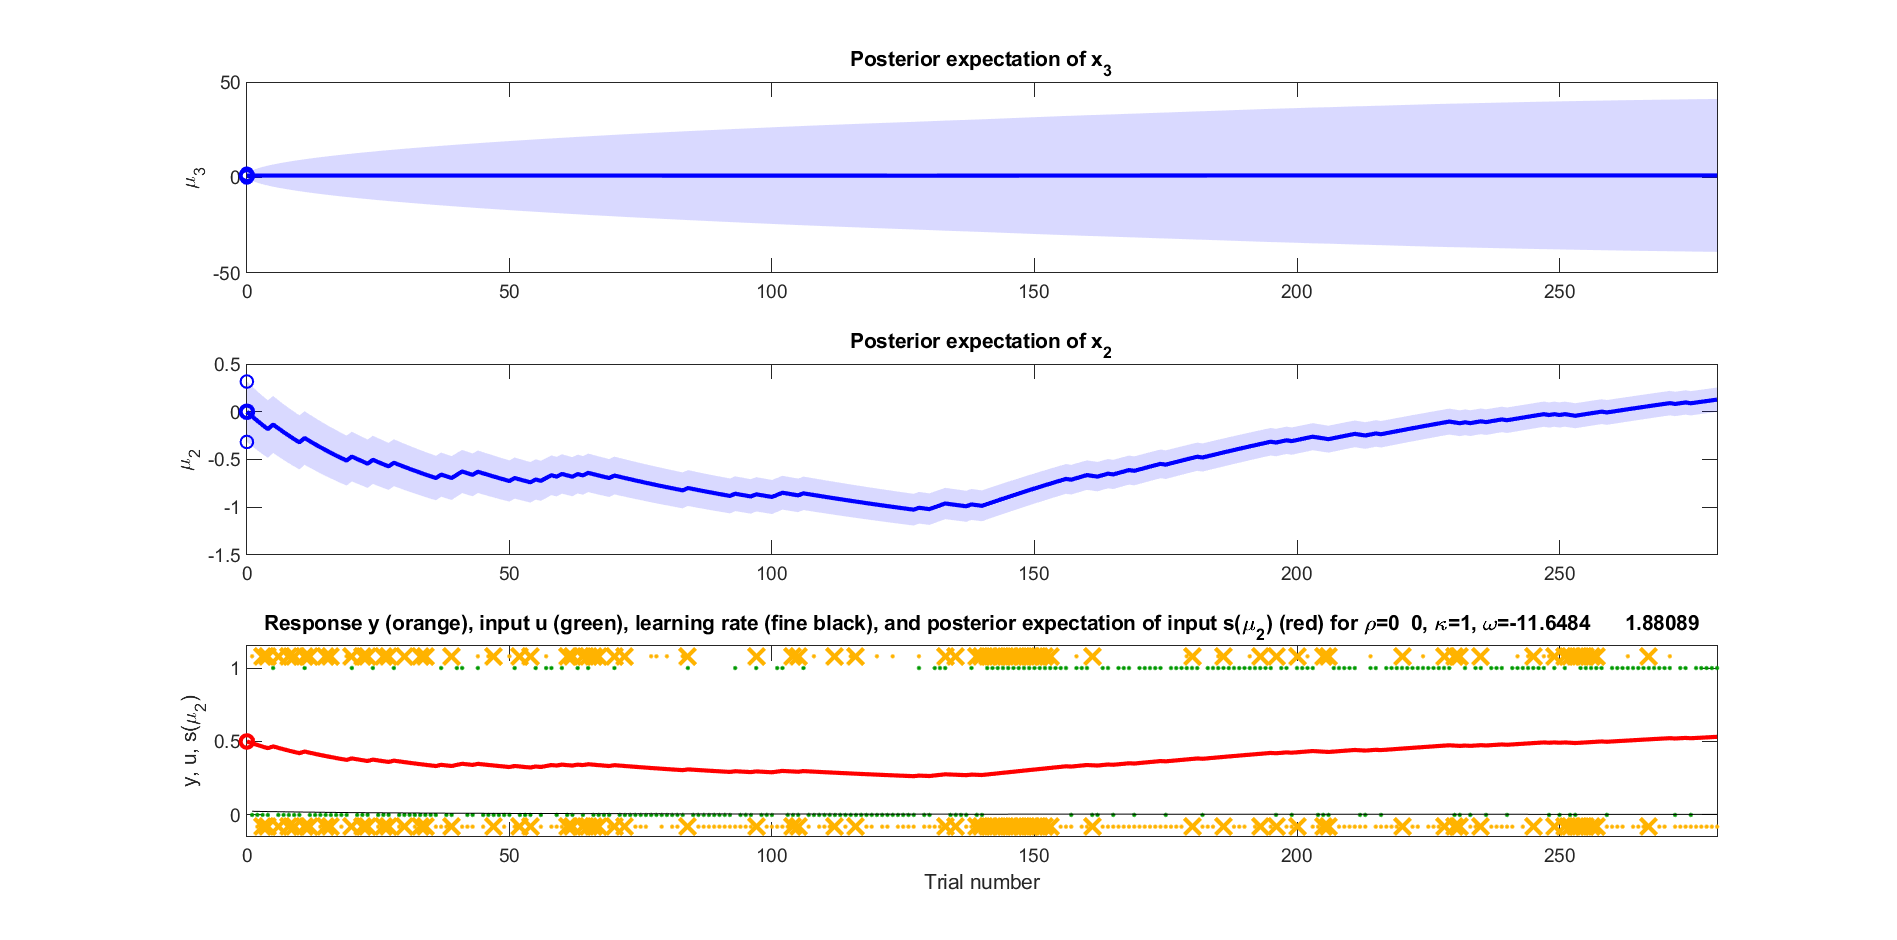 Posterior expectation of x3
50
0
-50
μ3
0 50 100 150 200 250
Posterior expectation of x2
0.5
0
-0.5
-1
-1.5
μ2
0 50 100 150 200 250
Response y (orange), input u (green), learning rate (fine black), and posterior expectation of input s(μ2) (red) for ρ=0 0, κ=1, ω=-11.6484 1.88089
1
0.5
0
y, u, s(μ2)
0 50 100 150 200 250
Trial number